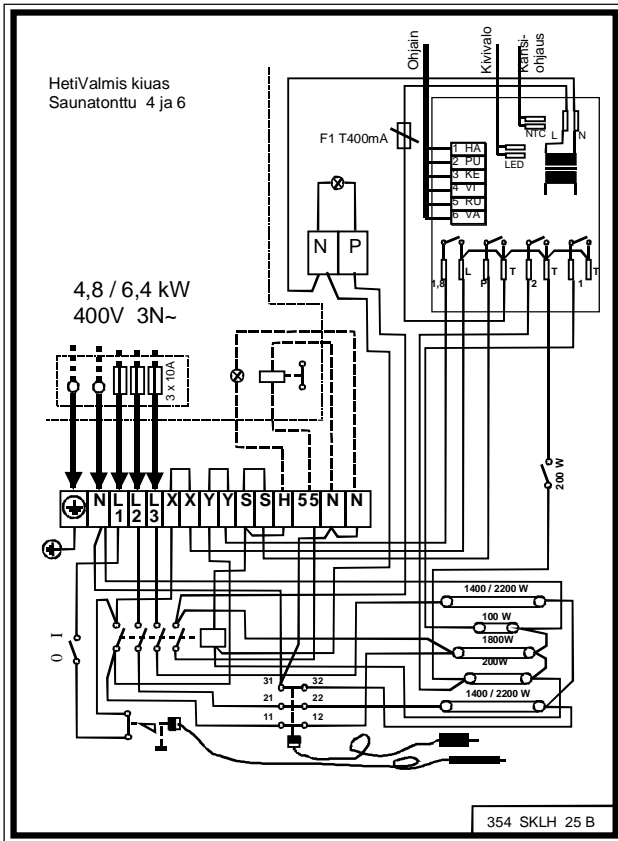 HetiValmis kiuas
Saunatonttu 4 ja 6
Ohjain
Kivivalo
Kansi-
ohjaus
F1 T400mA
NTC
L
N
LED
1 HA
2 PU
3 KE
4 VI
5 RU
6 VA
N P
1,8 L P T 2 T 1 T
4,8 / 6,4 kW
400V 3N~
3 x 10A
200 W
N L1 L2 L3 X X Y Y S S H 55 N N
1400 / 2200 W
100 W
1800W
200W
1400 / 2200 W
I
0
31 32
21 22
11 12
354 SKLH 25 B